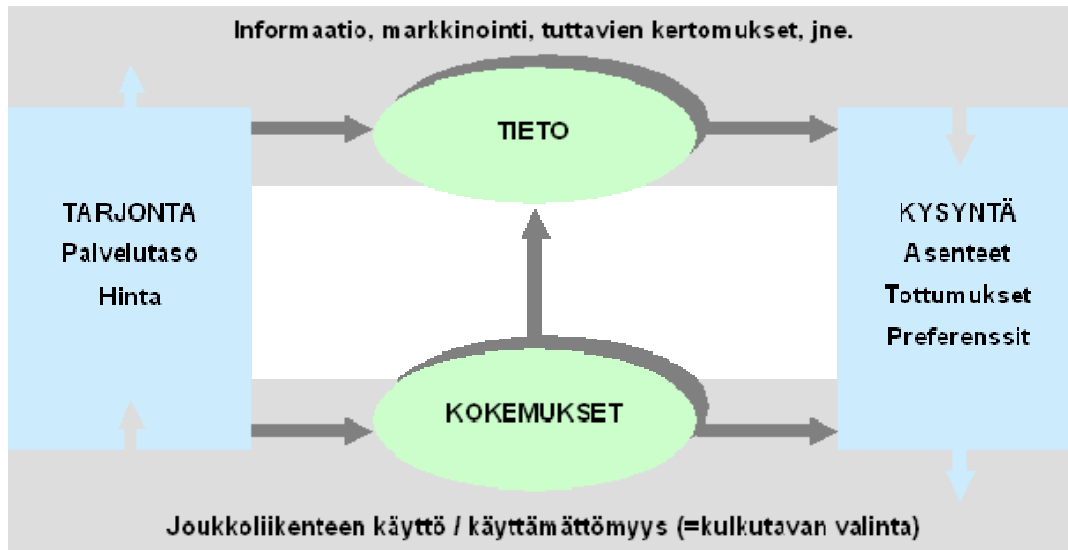 Informaatio, markkinointi, tuttavien kertomukset, jne.
TIETO
TARJONTA
Palvelutaso
Hinta
KYSYNTÄ
Asenteet
Tottumukset
Preferenssit
KOKEMUKSET
Joukkoliikenteen käyttö / käyttämättömyys (=kulkutavan valinta)